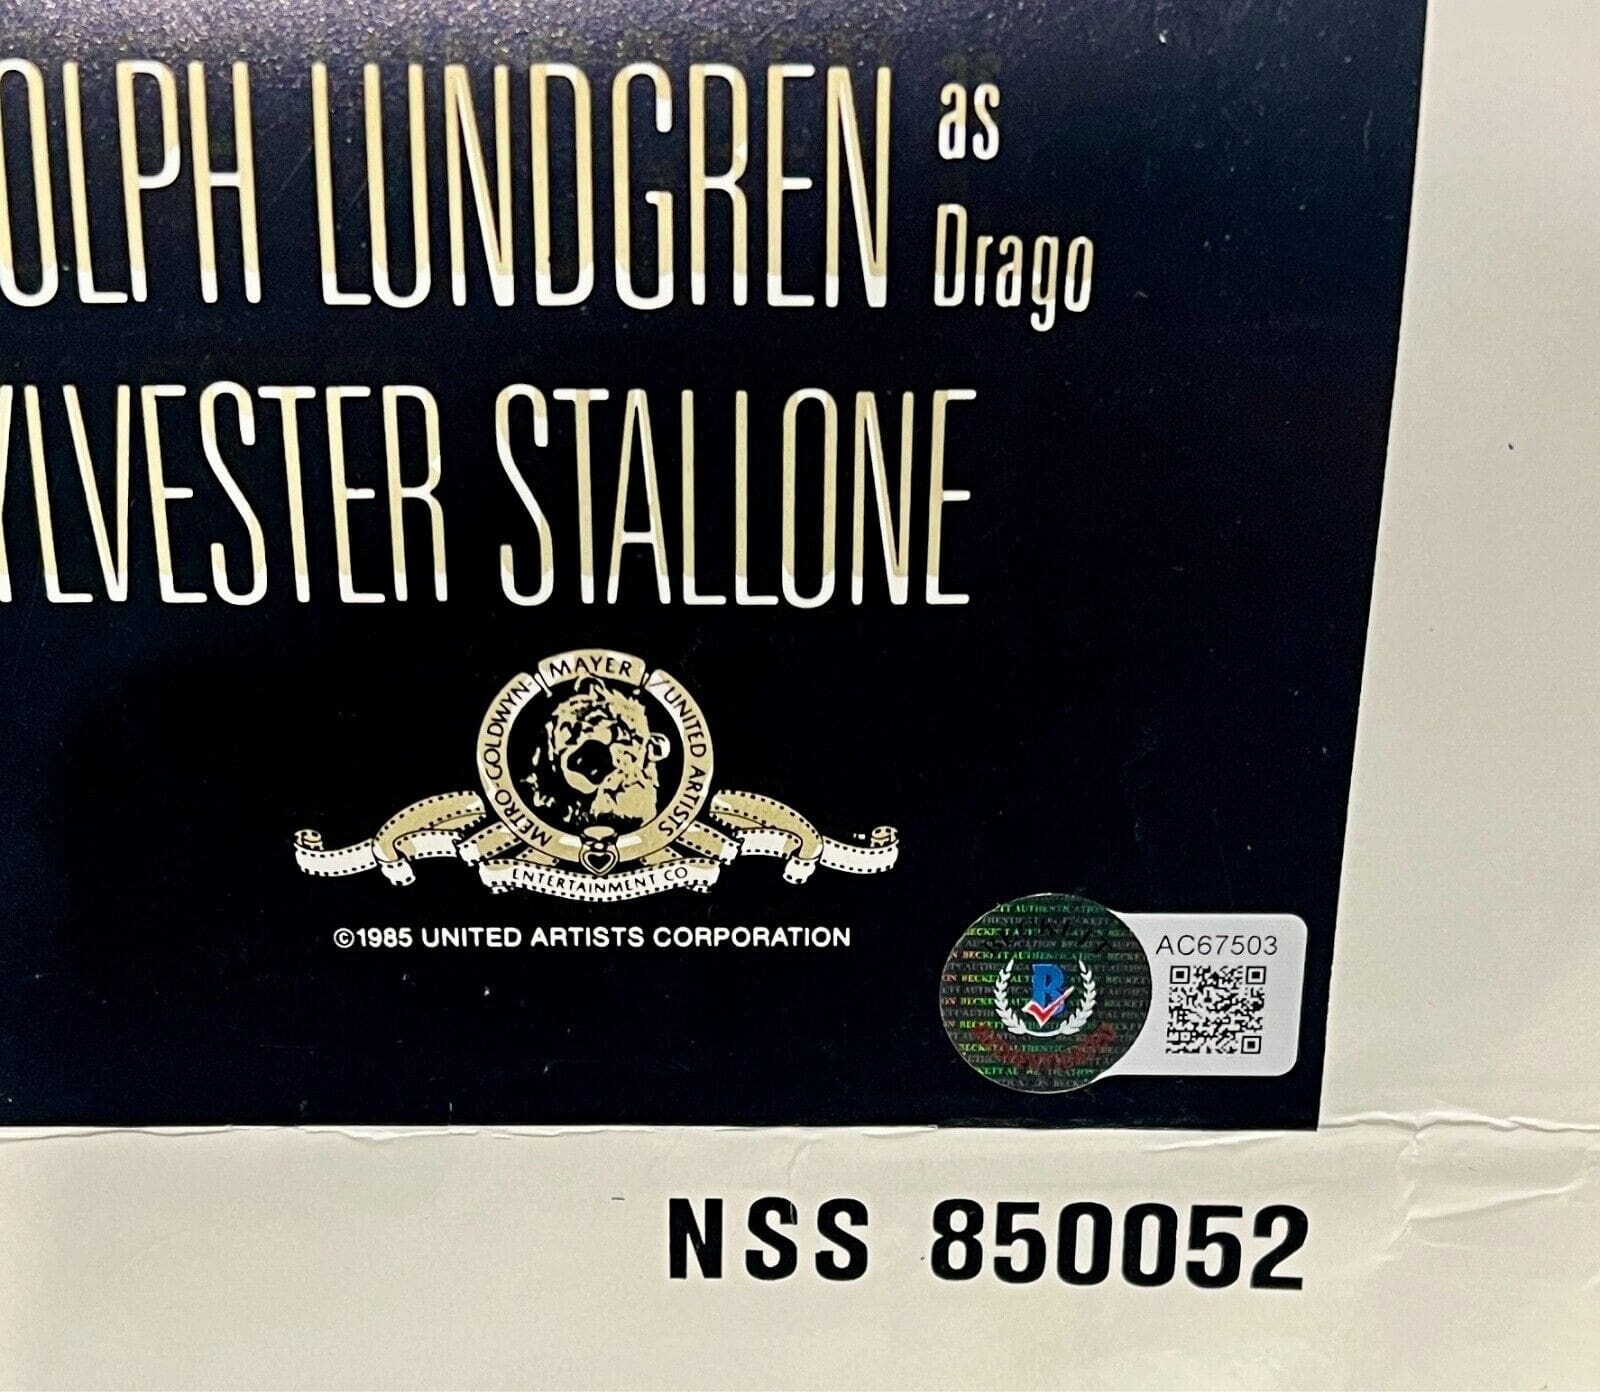 OLPH LUNDGREN as Drago
YLVESTER STALLONE
METRO-GOLDWYN-MAYER/UNITED ARTISTS
ENTERTAINMENT CO
©1985 UNITED ARTISTS CORPORATION
BECKETT
AC67503
NSS 850052